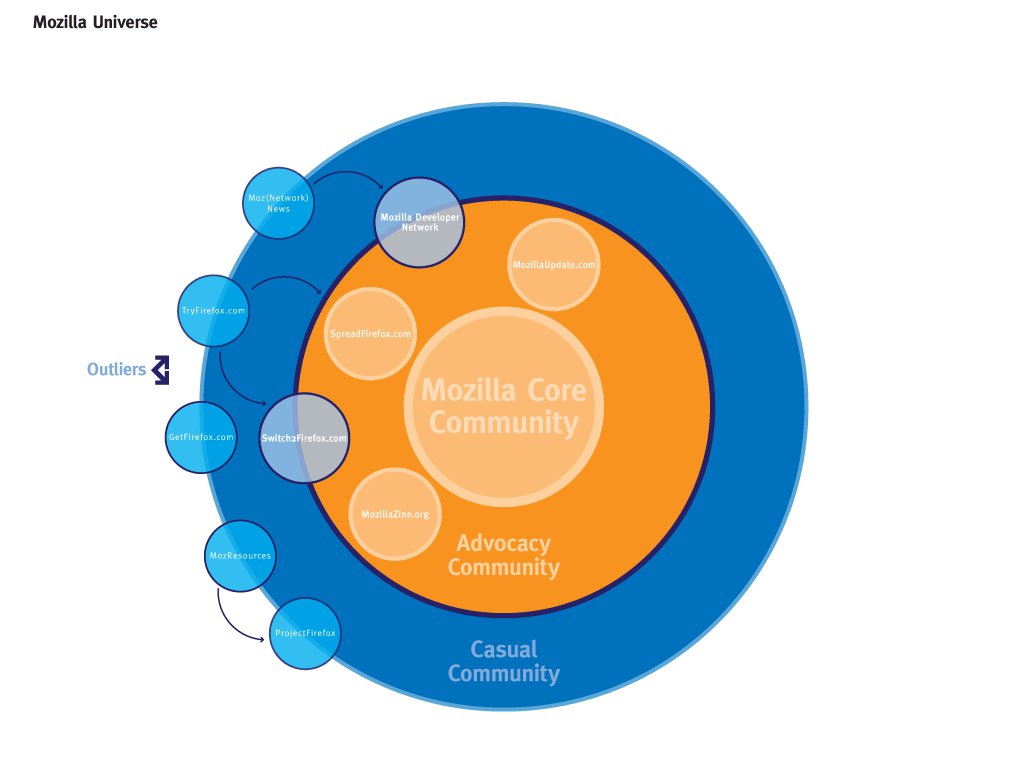 Mozilla Universe
Moz(Network)
News
Mozilla Developer
Network
MozillaUpdate.com
TryFirefox.com
SpreadFirefox.com
Outliers
Mozilla Core
Community
GetFirefox.com
Switch2Firefox.com
MozillaZine.org
Advocacy
Community
MozResources
ProjectFirefox
Casual
Community